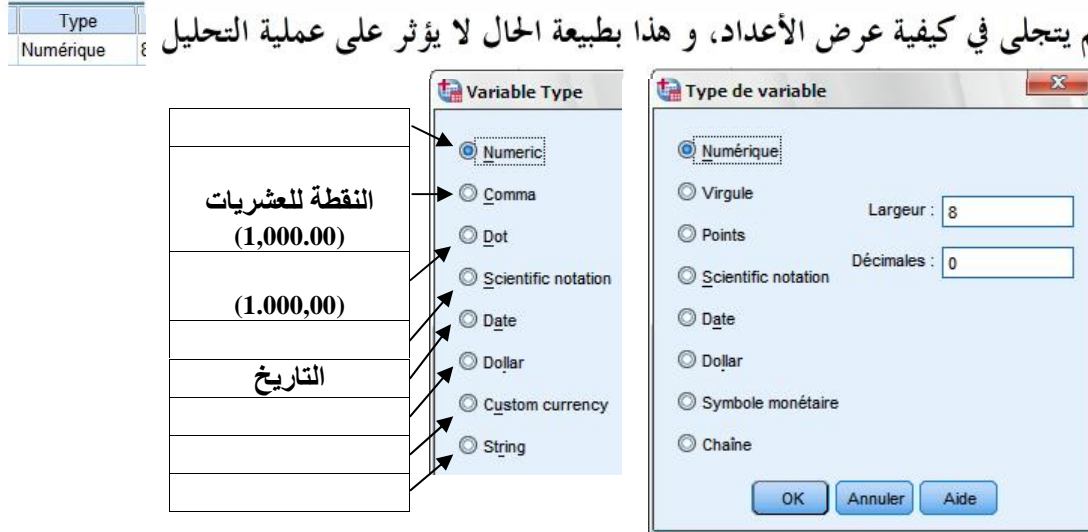 Type
Numérique 8
م يتجلى في كيفية عرض الأعداد، و هذا بطبيعة الحال لا يؤثر على عملية التحليل
النقطة للعشريات
(1,000.00)
(1.000,00)
التاريخ
Variable Type
Numeric
Comma
Dot
Scientific notation
Date
Dollar
Custom currency
String
Type de variable
Numérique
Virgule
Points
Scientific notation
Date
Dollar
Symbole monétaire
Chaîne
Largeur : 8
Décimales : 0
OK Annuler Aide